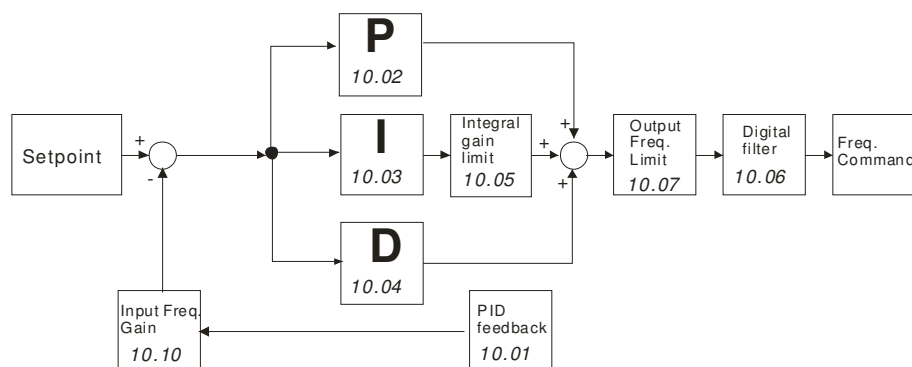 P
10.02
Setpoint
+
-
I
10.03
Integral
gain
limit
10.05
+
+
+
Output
Freq.
Limit
10.07
Digital
filter
10.06
Freq.
Command
D
10.04
Input Freq.
Gain
10.10
PID
feedback
10.01